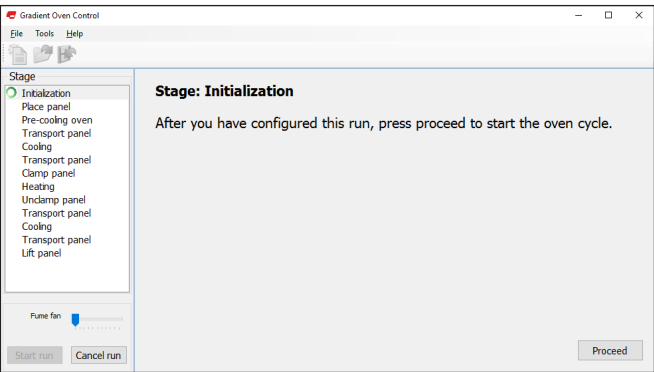 Gradient Oven Control
File Tools Help
Stage
Initialization
Place panel
Pre-cooling oven
Transport panel
Cooling
Transport panel
Clamp panel
Heating
Unclamp panel
Transport panel
Cooling
Transport panel
Lift panel
Fume fan
Start run Cancel run
Stage: Initialization
After you have configured this run, press proceed to start the oven cycle.
Proceed